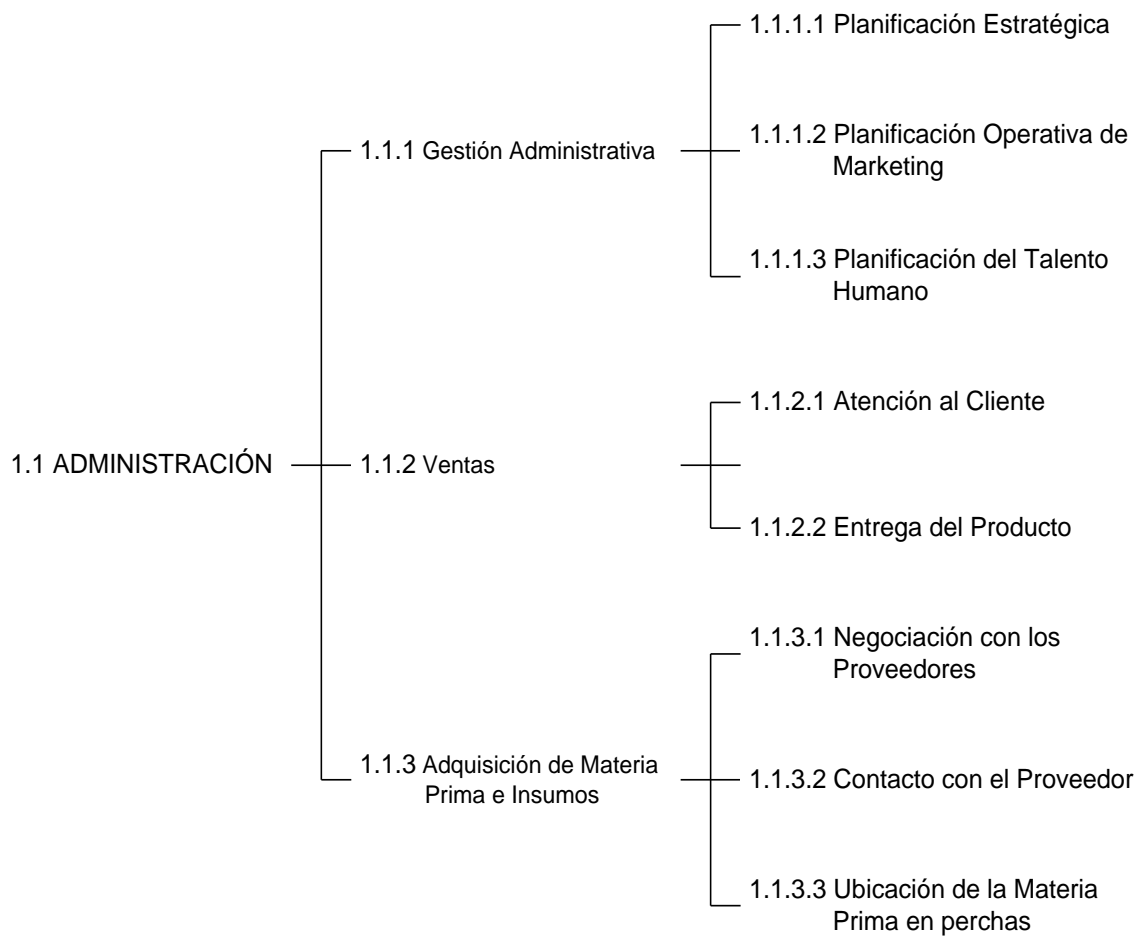 1.1.1.1 Planificación Estratégica
1.1.1.2 Planificación Operativa de
Marketing
1.1.1 Gestión Administrativa
1.1.1.3 Planificación del Talento
Humano
1.1.2.1 Atención al Cliente
1.1 ADMINISTRACIÓN
1.1.2 Ventas
1.1.2.2 Entrega del Producto
1.1.3.1 Negociación con los
Proveedores
1.1.3 Adquisición de Materia
Prima e Insumos
1.1.3.2 Contacto con el Proveedor
1.1.3.3 Ubicación de la Materia
Prima en perchas